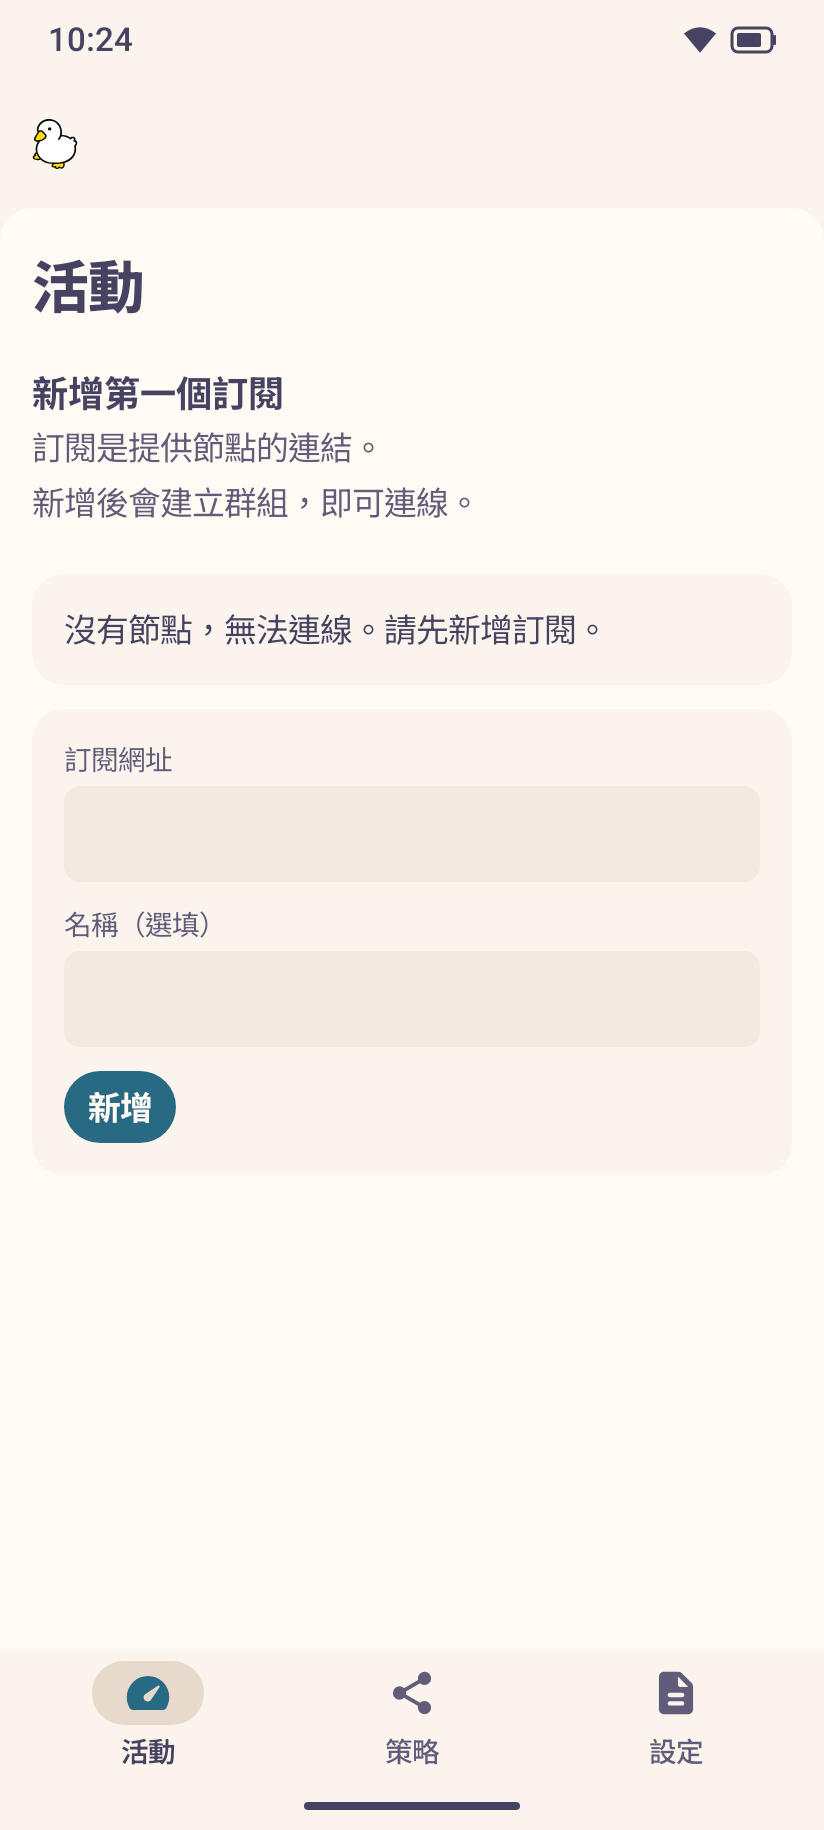 10:24
活動
新增第一個訂閱
訂閱是提供節點的連結。
新增後會建立群組，即可連線。
沒有節點，無法連線。請先新增訂閱。
訂閱網址
名稱（選填）
新增
活動
策略
設定